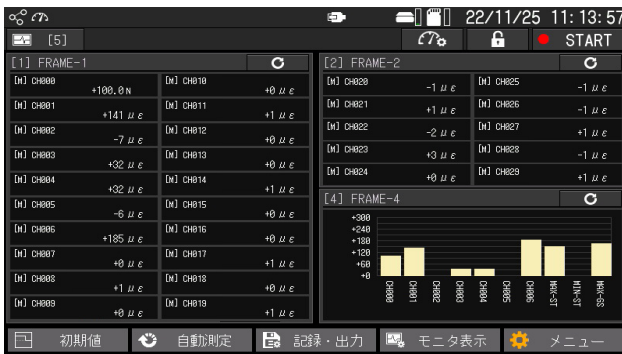 22/11/25 11:13:57
[5] START
[1] FRAME-1
[M] CH000 +100.0 N
[M] CH001 +141 με
[M] CH002 -7 με
[M] CH003 +32 με
[M] CH004 +32 με
[M] CH005 -6 με
[M] CH006 +185 με
[M] CH007 +0 με
[M] CH008 +1 με
[M] CH009 +0 με
[M] CH010 +0 με
[M] CH011 +1 με
[M] CH012 +0 με
[M] CH013 +0 με
[M] CH014 +1 με
[M] CH015 +0 με
[M] CH016 +0 με
[M] CH017 +1 με
[M] CH018 +0 με
[M] CH019 +1 με
[2] FRAME-2
[M] CH020 -1 με
[M] CH021 +1 με
[M] CH022 -2 με
[M] CH023 +3 με
[M] CH024 +0 με
[M] CH025 -1 με
[M] CH026 -1 με
[M] CH027 +1 με
[M] CH028 -1 με
[M] CH029 +1 με
[4] FRAME-4
+300
+240
+180
+120
+60
+0
CH000
CH001
CH002
CH003
CH004
CH005
CH006
MAX-ST
MIN-ST
MAX-GS
初期値 自動測定 記録・出力 モニタ表示 メニュー